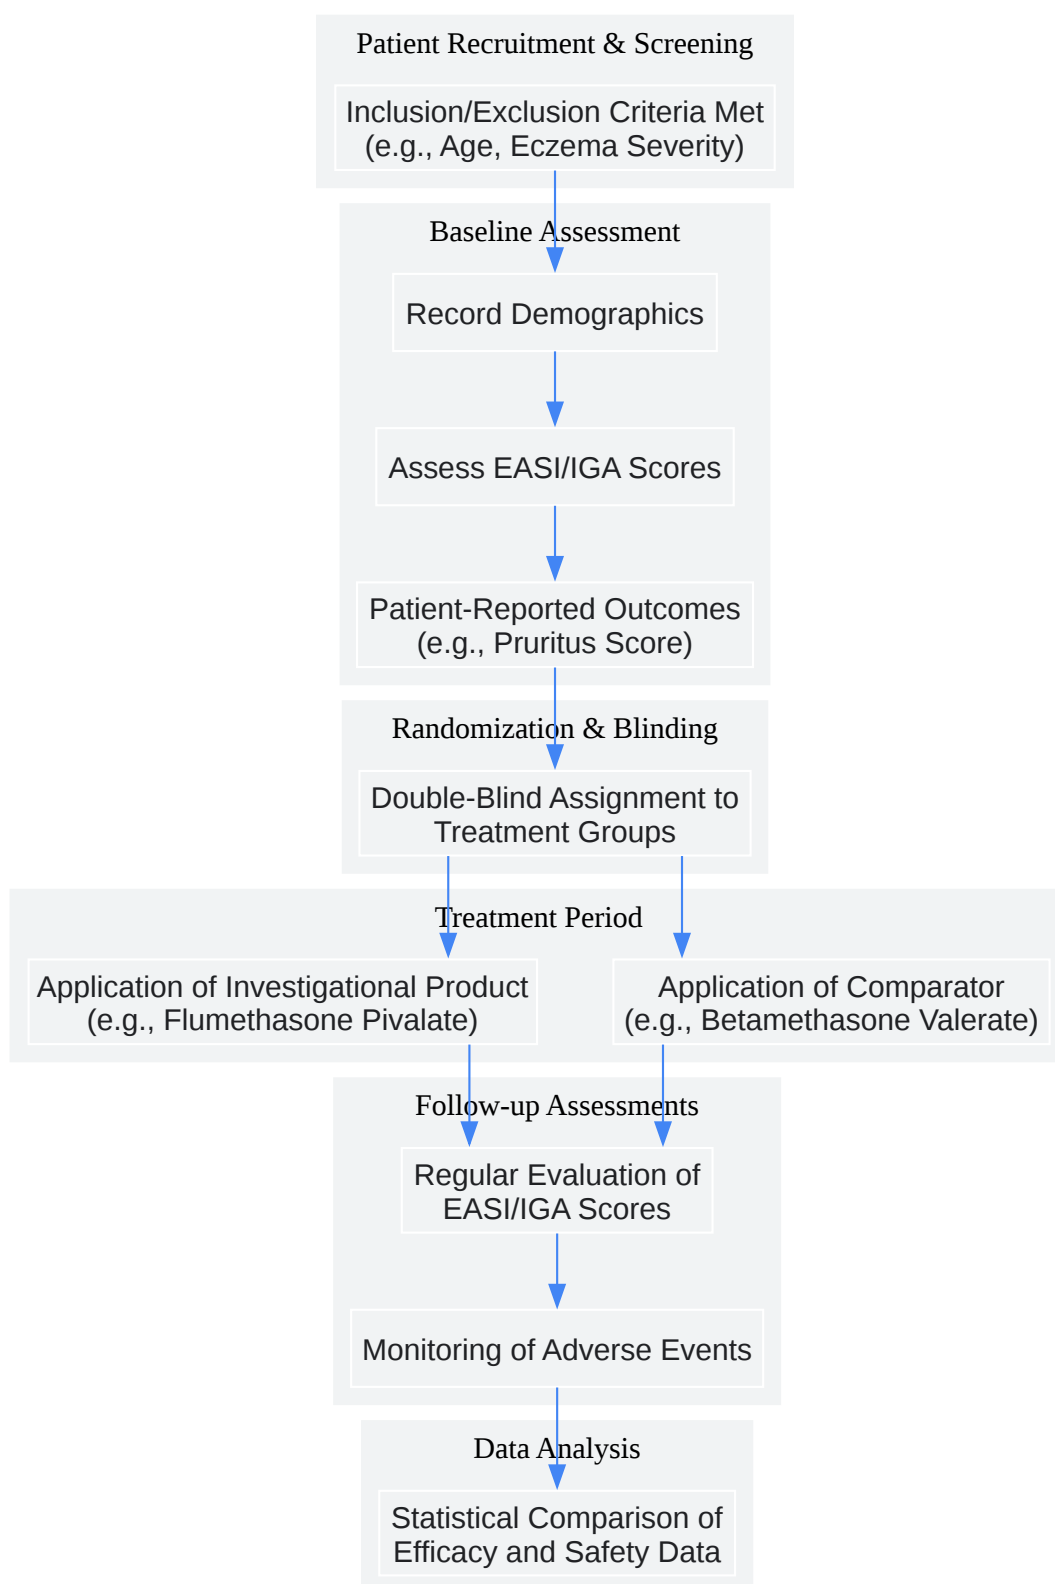 Patient Recruitment & Screening
Inclusion/Exclusion Criteria Met
(e.g., Age, Eczema Severity)
Baseline Assessment
Record Demographics
Assess EASI/IGA Scores
Patient-Reported Outcomes
(e.g., Pruritus Score)
Randomization & Blinding
Double-Blind Assignment to
Treatment Groups
Treatment Period
Application of Investigational Product
(e.g., Flumethasone Pivalate)
Application of Comparator
(e.g., Betamethasone Valerate)
Follow-up Assessments
Regular Evaluation of
EASI/IGA Scores
Monitoring of Adverse Events
Data Analysis
Statistical Comparison of
Efficacy and Safety Data